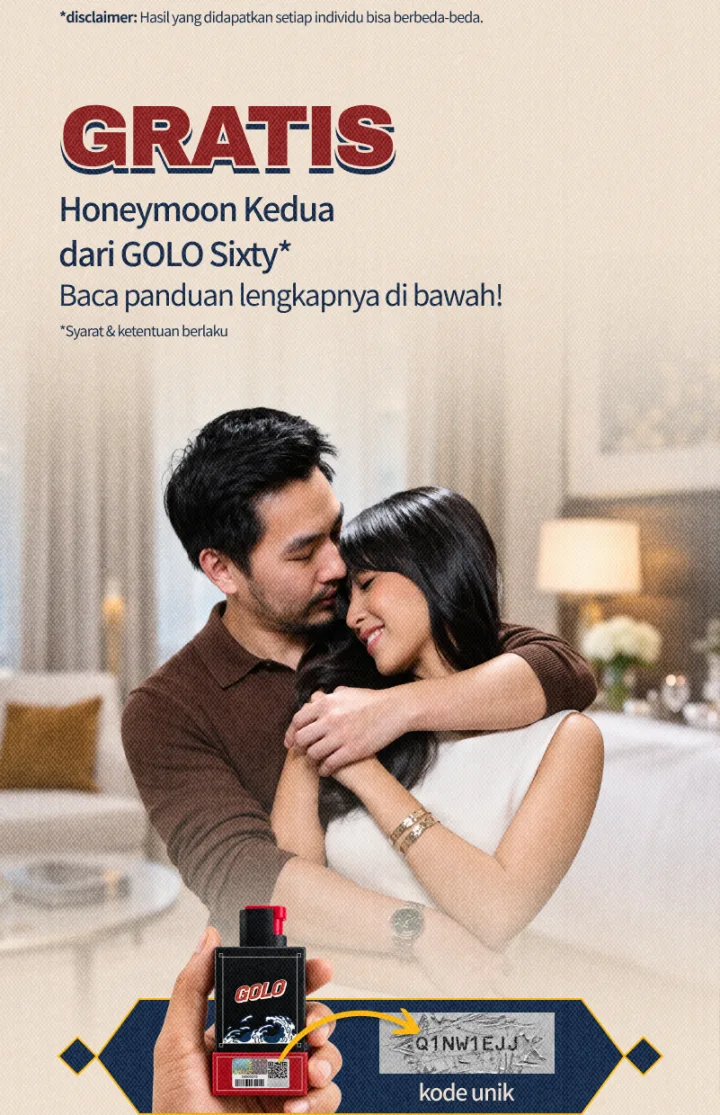 *disclaimer: Hasil yang didapatkan setiap individu bisa berbeda-beda.
GRATIS
Honeymoon Kedua
dari GOLO Sixty*
Baca panduan lengkapnya di bawah!
*Syarat & ketentuan berlaku
GOLO
Q1NW1EJJ
kode unik